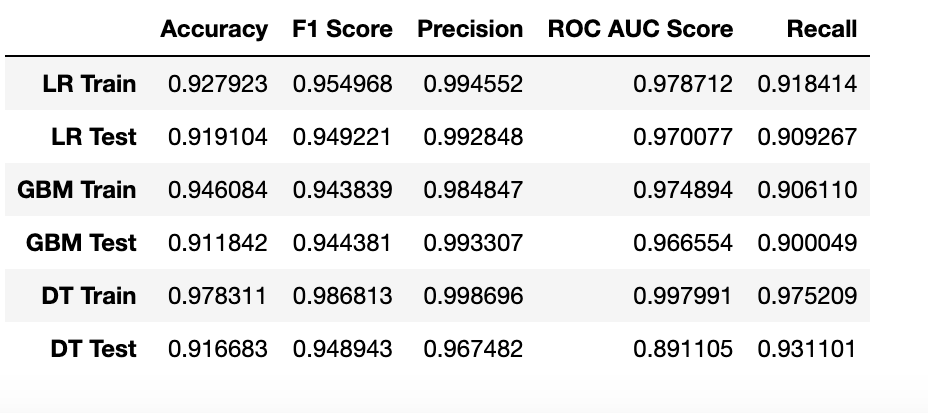 Accuracy F1 Score Precision ROC AUC Score Recall
LR Train 0.927923 0.954968 0.994552 0.978712 0.918414
LR Test 0.919104 0.949221 0.992848 0.970077 0.909267
GBM Train 0.946084 0.943839 0.984847 0.974894 0.906110
GBM Test 0.911842 0.944381 0.993307 0.966554 0.900049
DT Train 0.978311 0.986813 0.998696 0.997991 0.975209
DT Test 0.916683 0.948943 0.967482 0.891105 0.931101